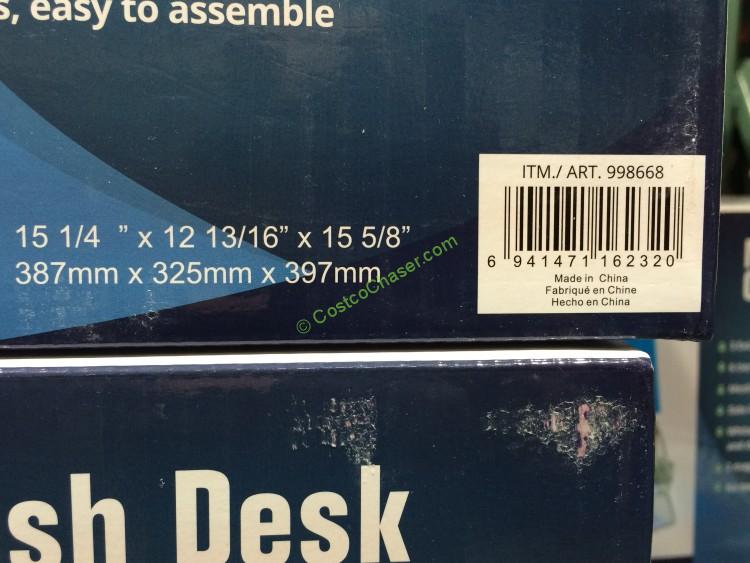 s, easy to assemble
ITM./ ART. 998668
15 1/4 " x 12 13/16" x 15 5/8"
387mm x 325mm x 397mm
6 941471 162320
Made in China
Fabriqué en Chine
Hecho en China
© CostcoChaser.com
sh Desk